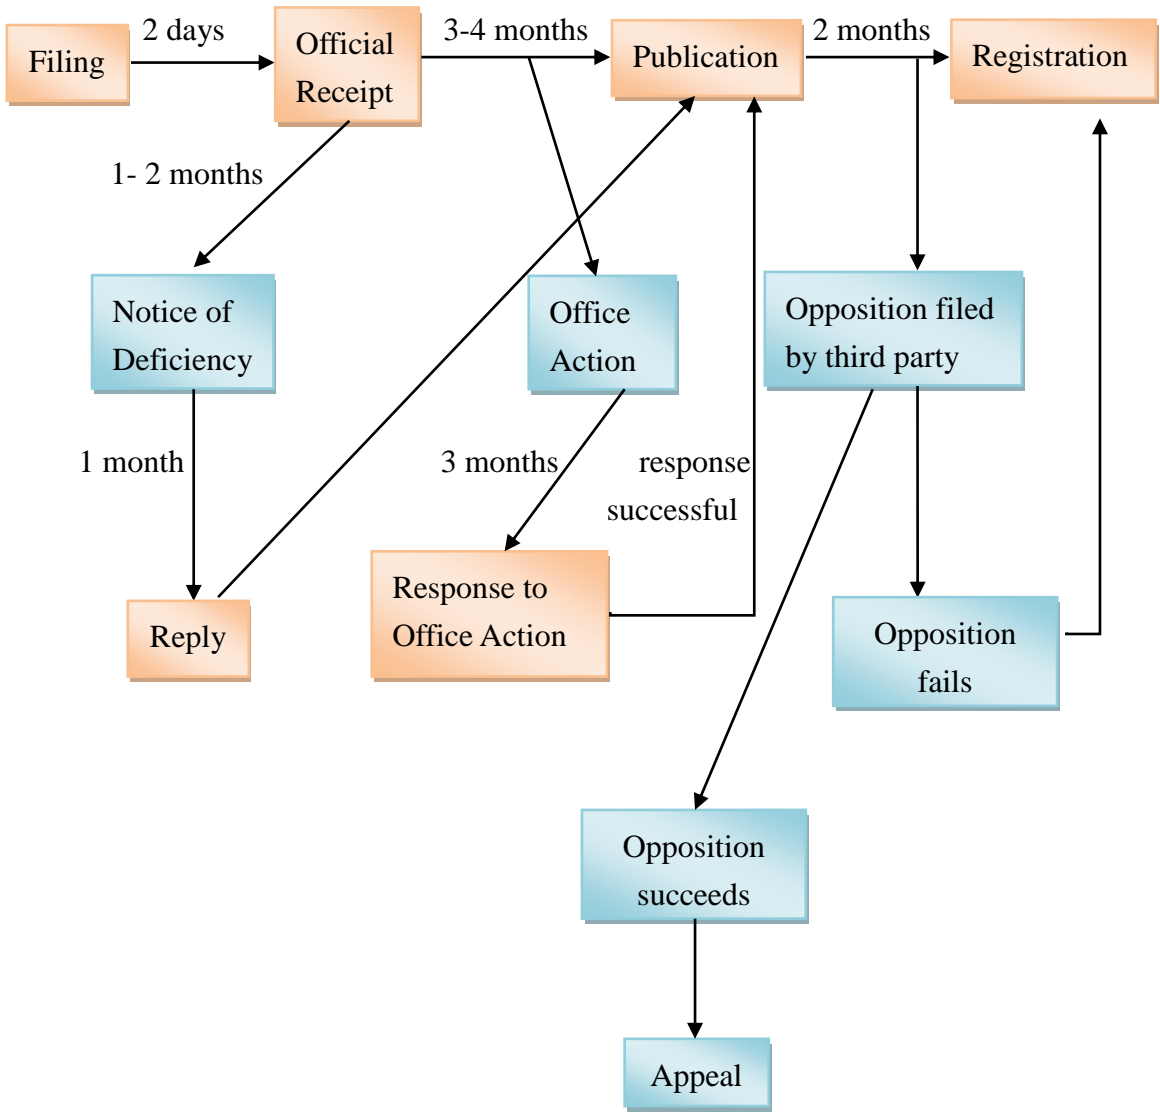 Filing
2 days
Official
Receipt
3-4 months
Publication
2 months
Registration
1- 2 months
Notice of
Deficiency
Office
Action
Opposition filed
by third party
1 month
3 months
response
successful
Reply
Response to
Office Action
Opposition
fails
Opposition
succeeds
Appeal